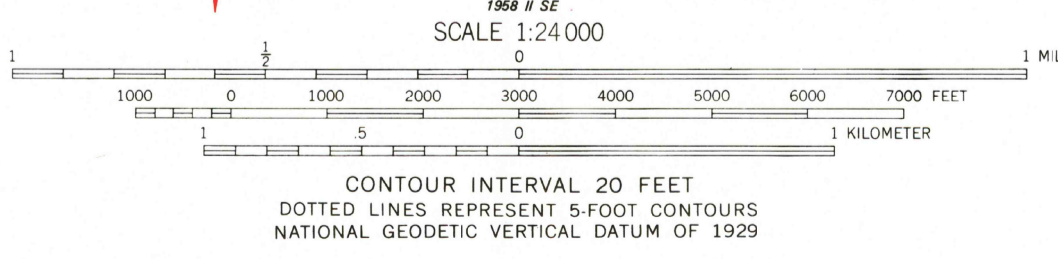 1958 II SE
SCALE 1:24 000
1 1/2 0 1 MIL
1000 0 1000 2000 3000 4000 5000 6000 7000 FEET
1 .5 0 1 KILOMETER
CONTOUR INTERVAL 20 FEET
DOTTED LINES REPRESENT 5-FOOT CONTOURS
NATIONAL GEODETIC VERTICAL DATUM OF 1929